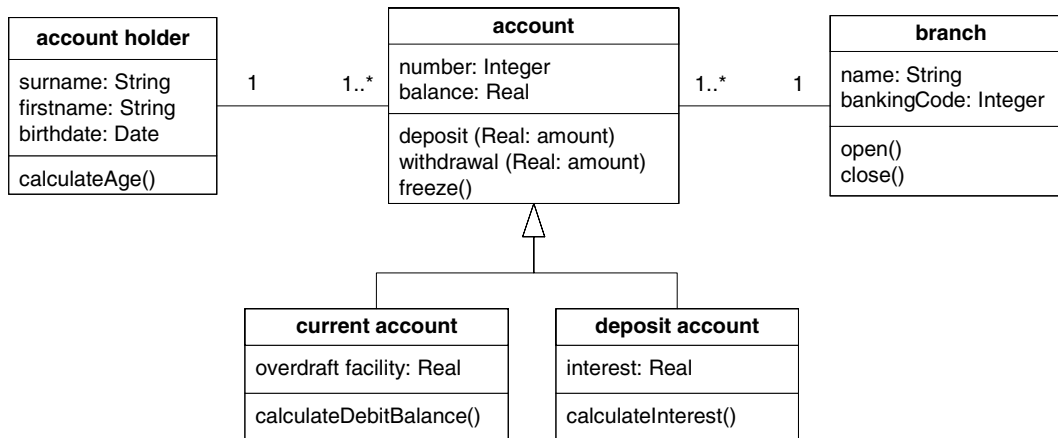 account holder
surname: String
firstname: String
birthdate: Date
calculateAge()
1
1..*
account
number: Integer
balance: Real
deposit (Real: amount)
withdrawal (Real: amount)
freeze()
1..*
1
branch
name: String
bankingCode: Integer
open()
close()
current account
overdraft facility: Real
calculateDebitBalance()
deposit account
interest: Real
calculateInterest()